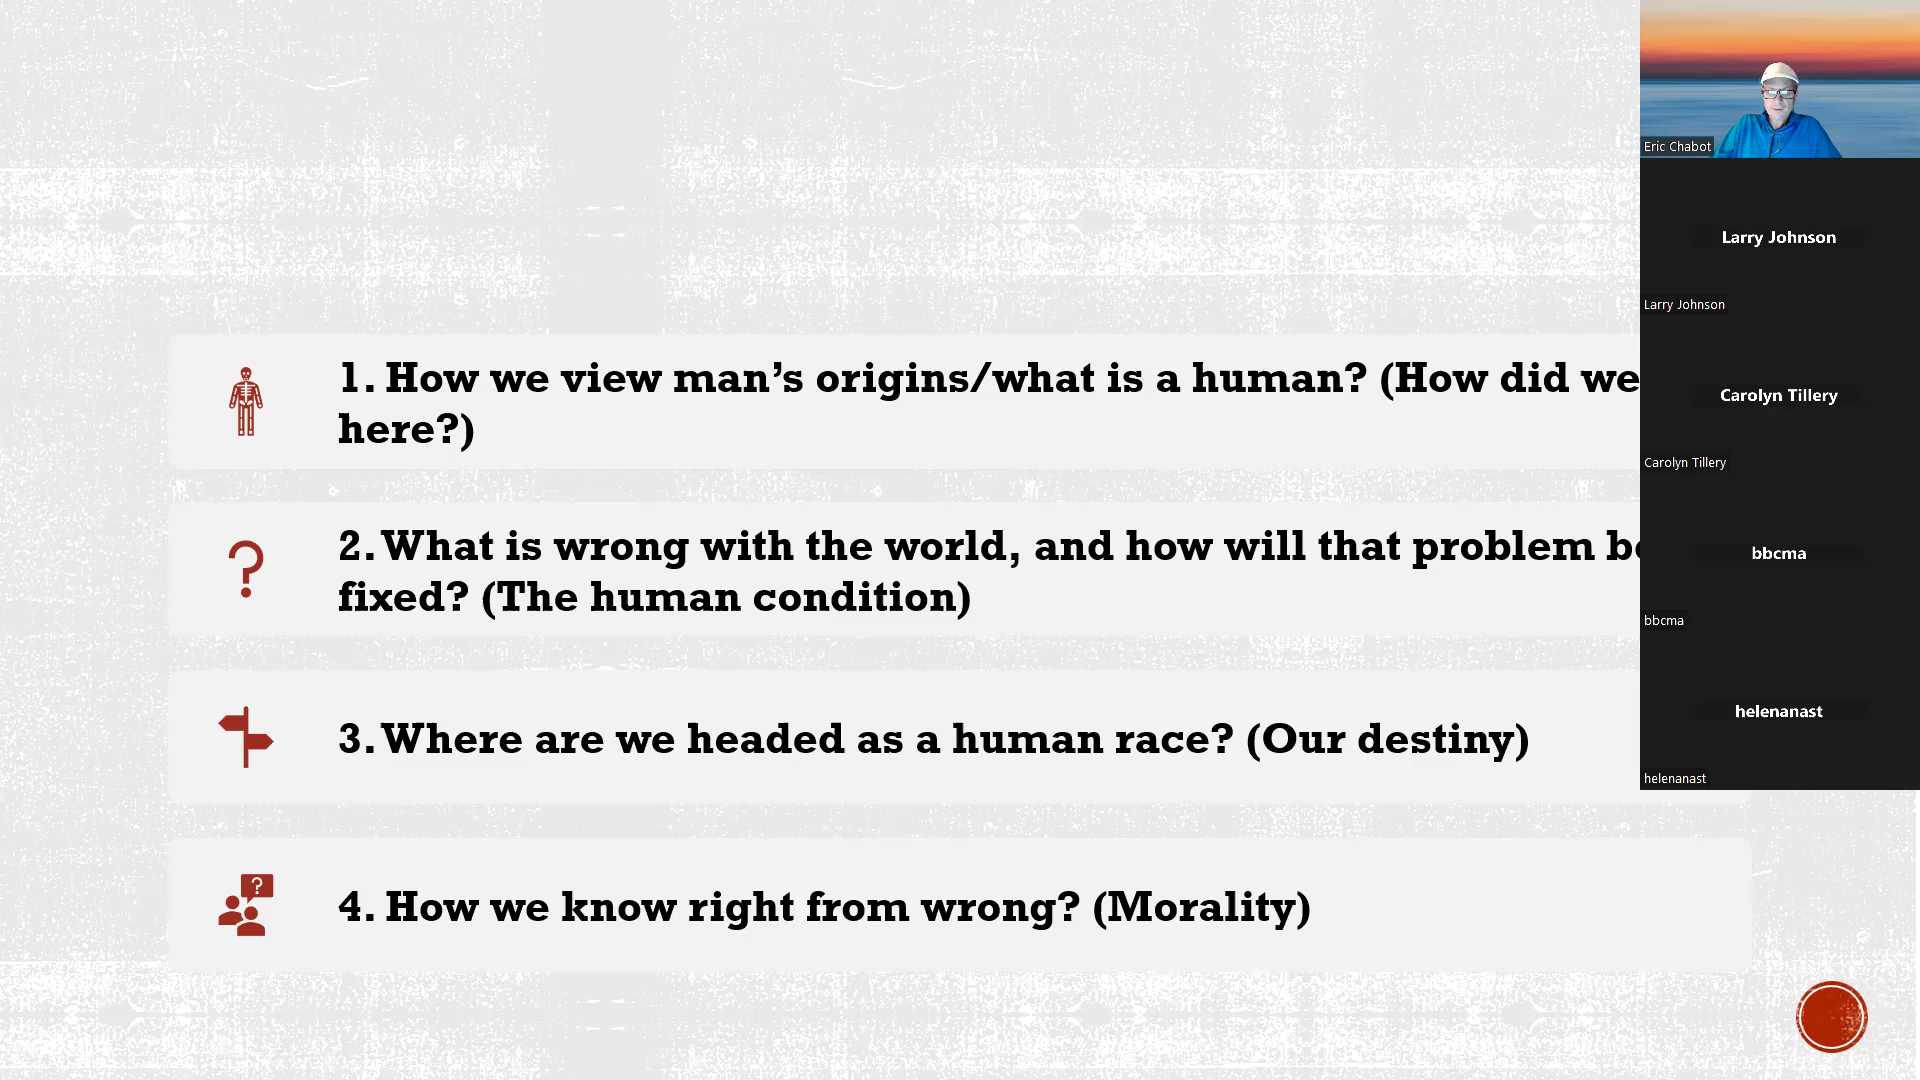 1. How we view man’s origins/what is a human? (How did we
here?)
2. What is wrong with the world, and how will that problem
fixed? (The human condition)
3. Where are we headed as a human race? (Our destiny)
4. How we know right from wrong? (Morality)
?
Eric Chabot
Larry Johnson
Larry Johnson
Carolyn Tillery
Carolyn Tillery
bbcma
bbcma
helenanast
helenanast